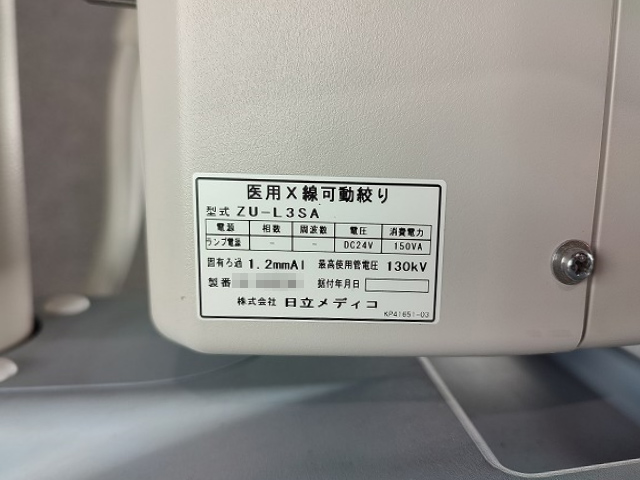 医用X線可動絞り
型式 ZU-L3SA
電源 相数 周波数 電圧 消費電力
ランプ電源 - - DC24V 150VA
固有ろ過 1.2mmAl 最高使用管電圧 130kV
製番 据付年月日
株式会社 日立メディコ
KP41651-03